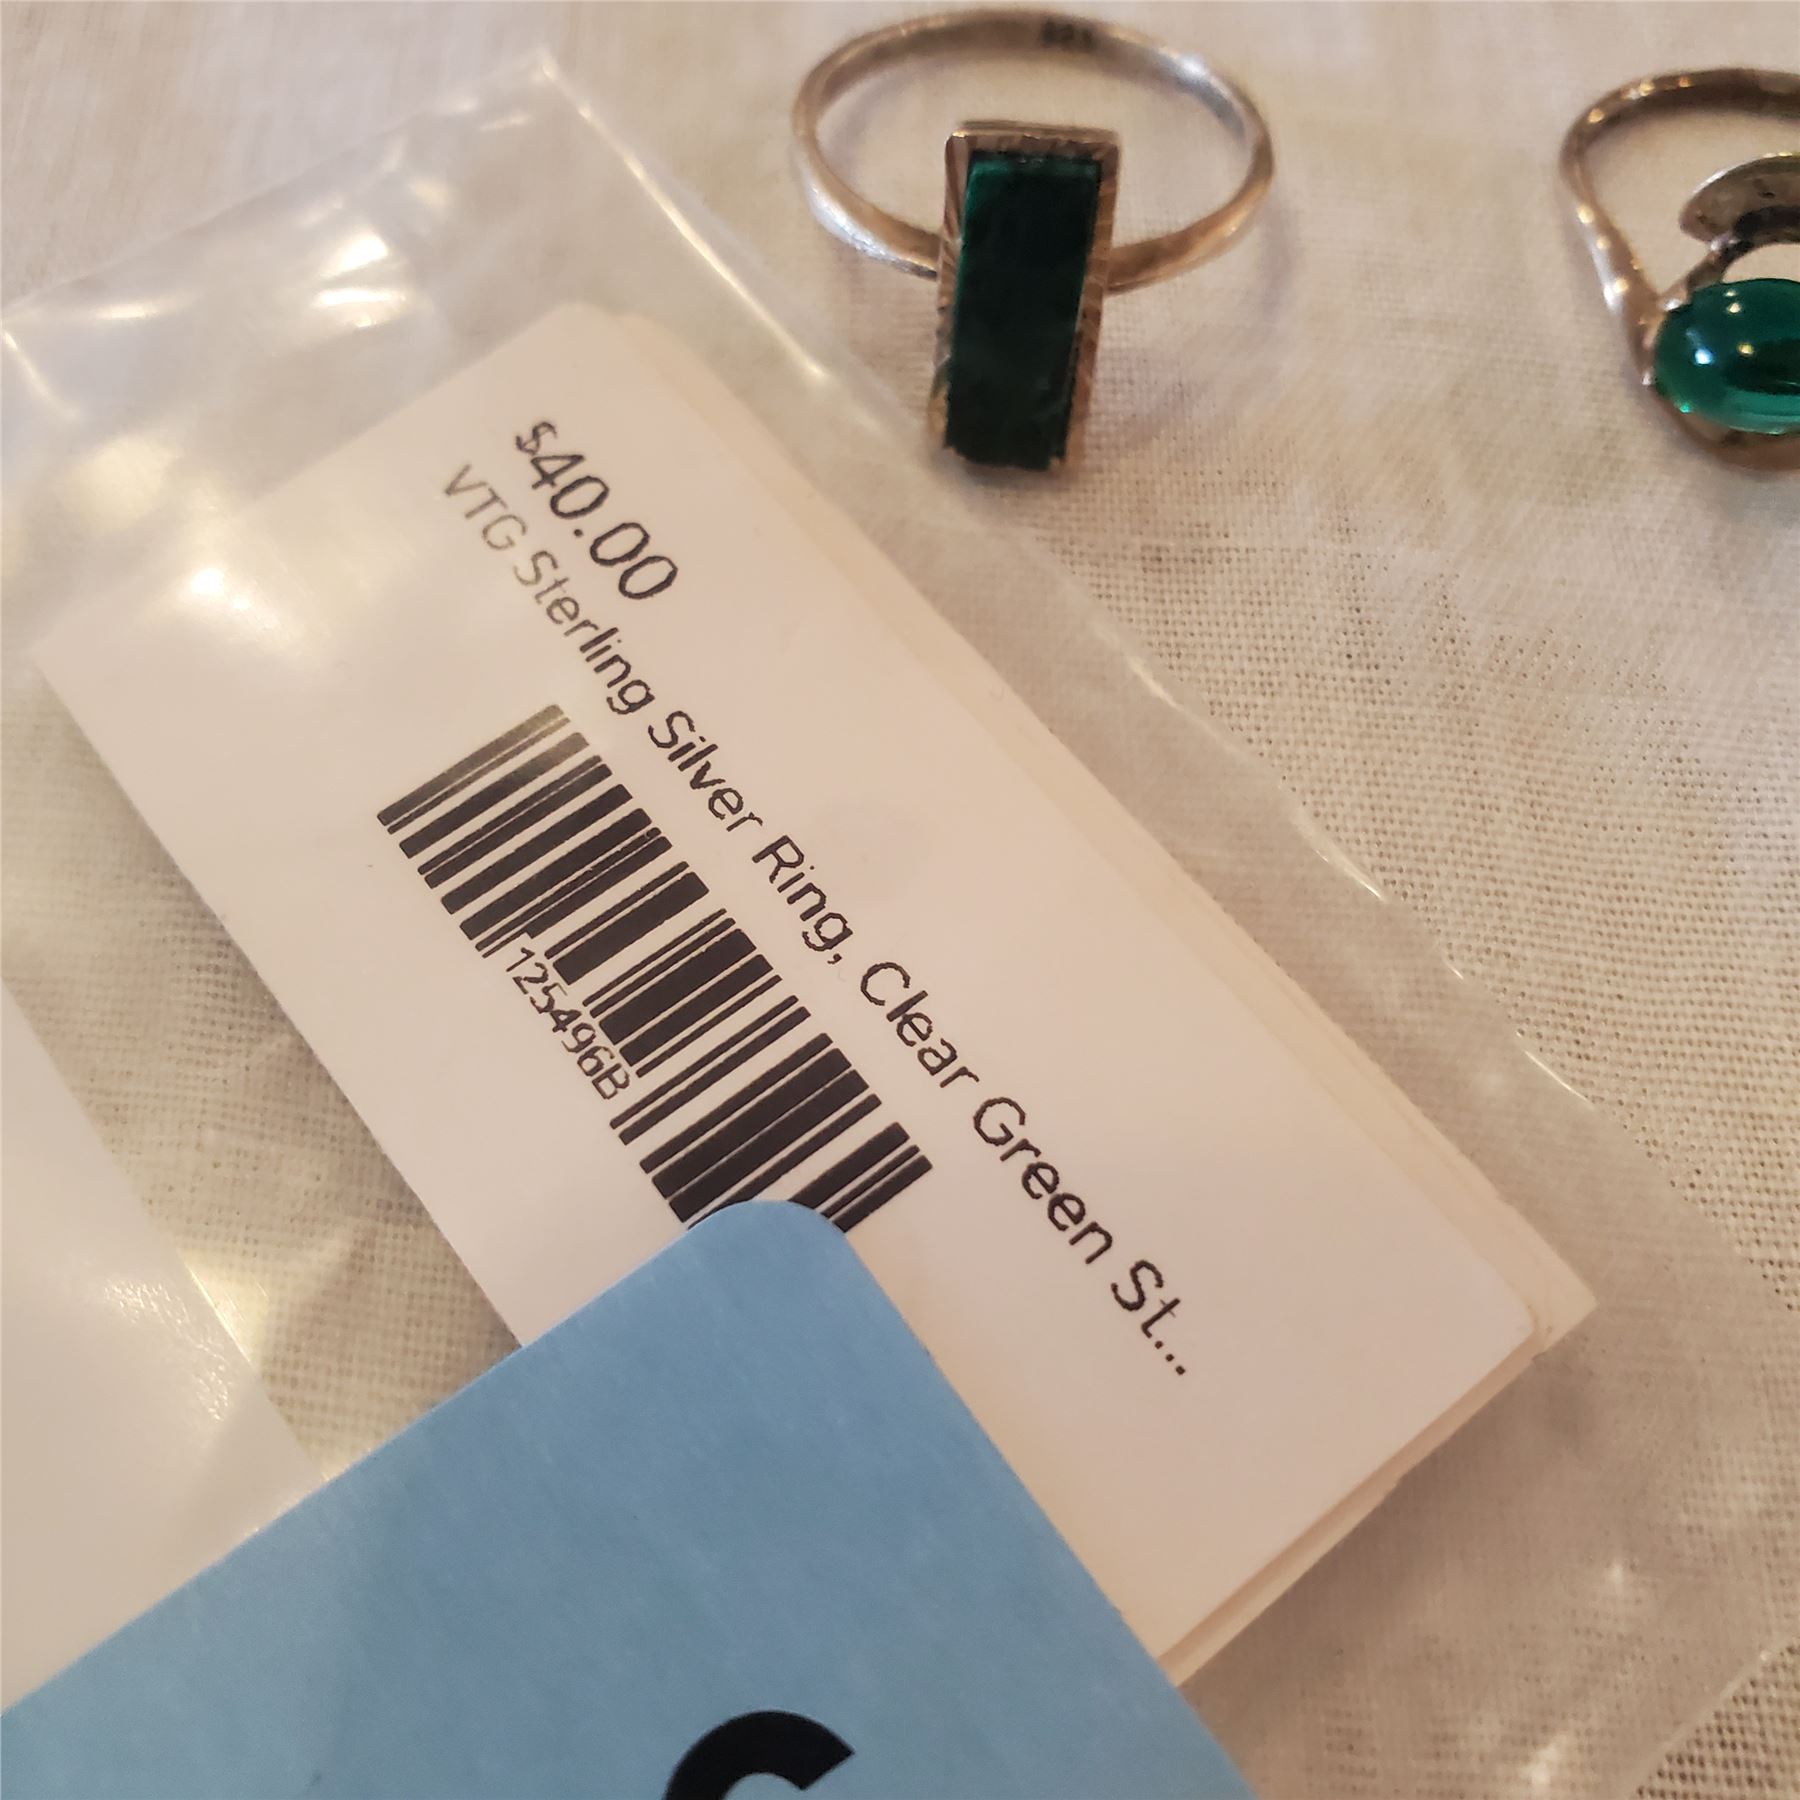 $40.00
VTG Sterling Silver Ring, Clear Green St...
125496B